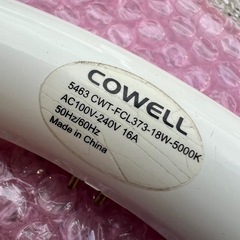 COWELL
5463 CWT-FCL373-18W-5000K
AC100V-240V 16A
50Hz/60Hz
Made in China